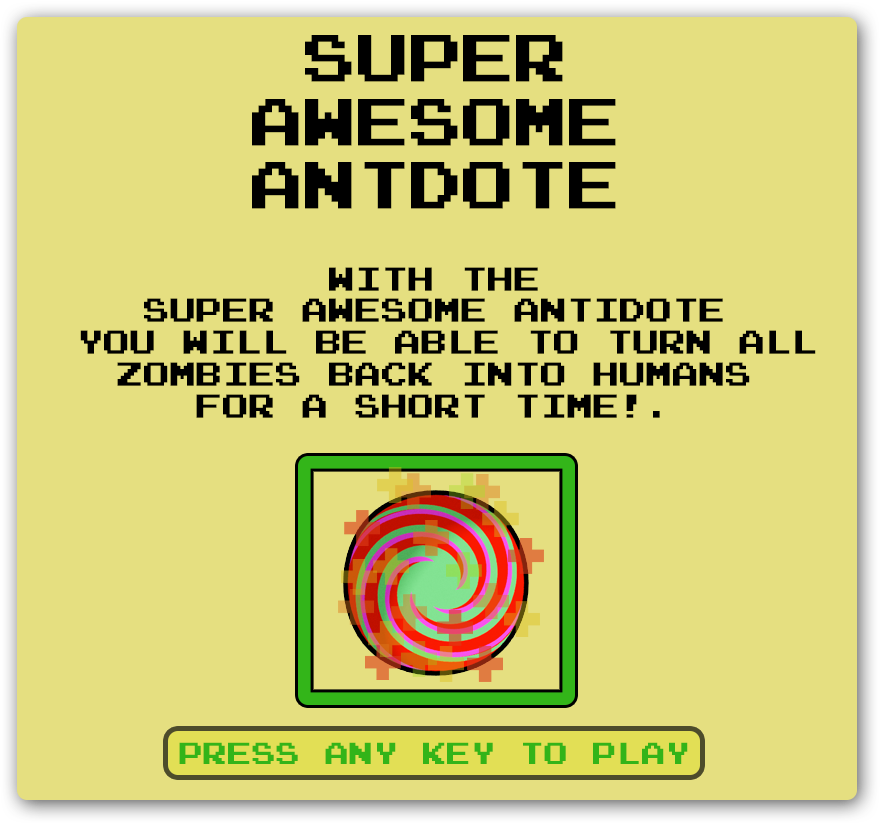 SUPER
AWESOME
ANTDOTE
WITH THE
SUPER AWESOME ANTIDOTE
YOU WILL BE ABLE TO TURN ALL
ZOMBIES BACK INTO HUMANS
FOR A SHORT TIME!.
PRESS ANY KEY TO PLAY